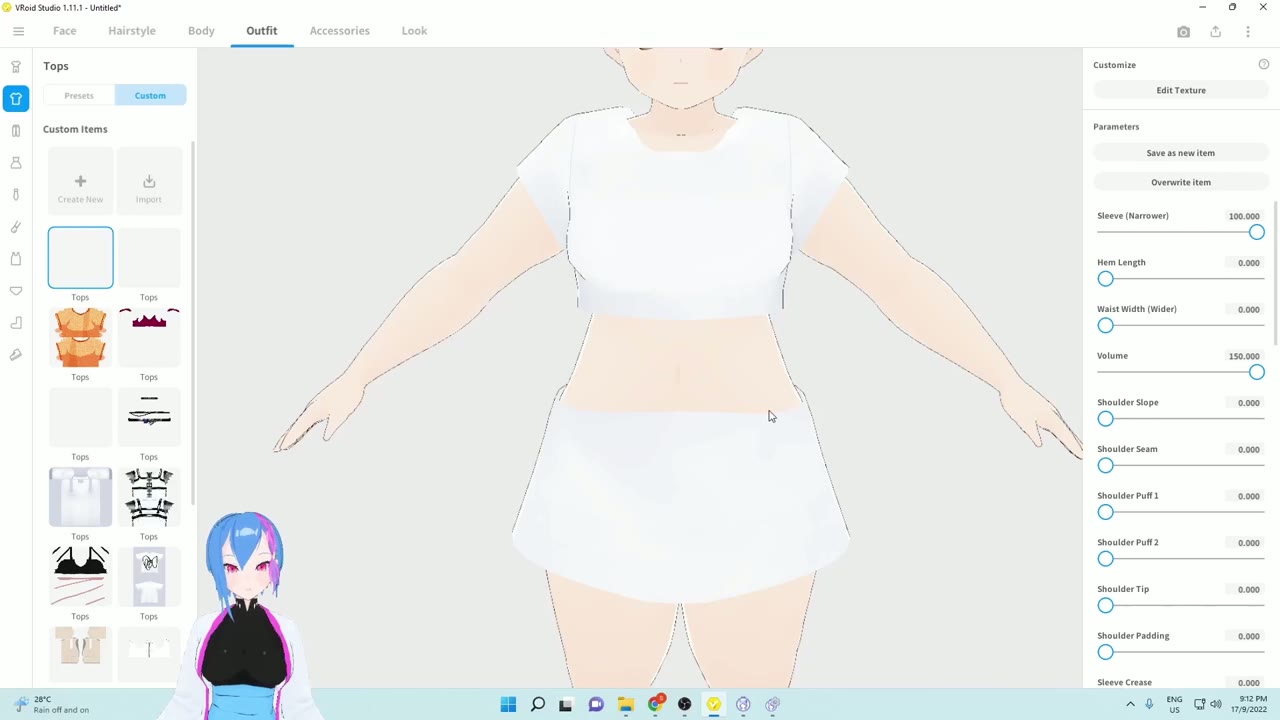 VRoid Studio 1.11.1 - Untitled*
Face Hairstyle Body Outfit Accessories Look
Tops
Presets Custom
Custom Items
Create New Import
Tops Tops
Tops Tops
Tops Tops
Tops Tops
Tops Tops
Customize
Edit Texture
Parameters
Save as new item
Overwrite item
Sleeve (Narrower) 100.000
Hem Length 0.000
Waist Width (Wider) 0.000
Volume 150.000
Shoulder Slope 0.000
Shoulder Seam 0.000
Shoulder Puff 1 0.000
Shoulder Puff 2 0.000
Shoulder Tip 0.000
Shoulder Padding 0.000
Sleeve Crease 0.000
28°C
Rain off and on
ENG
US
9:12 PM
17/9/2022